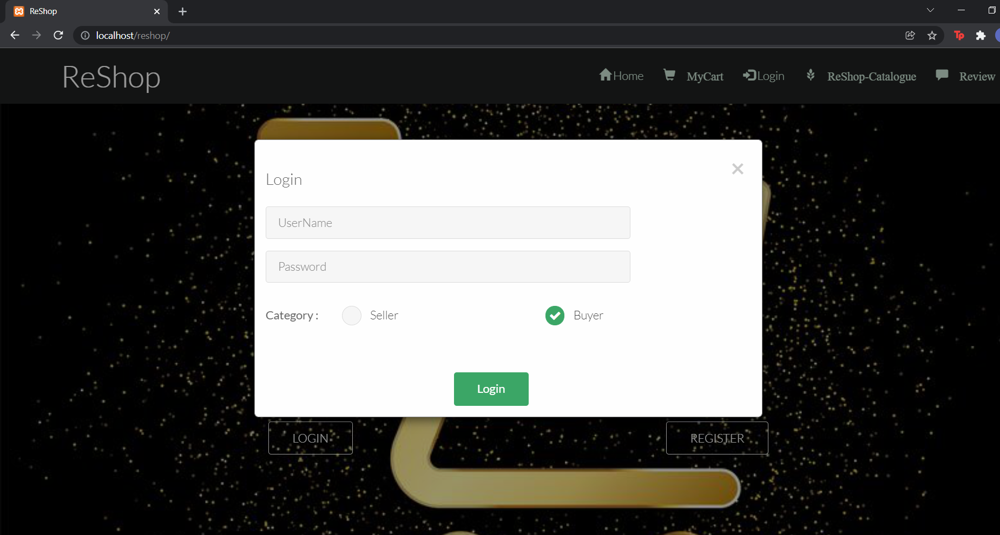 ReShop
localhost/reshop/
Tp
ReShop
Home MyCart Login ReShop-Catalogue Review
Login
UserName
Password
Category : Seller Buyer
Login
LOGIN REGISTER